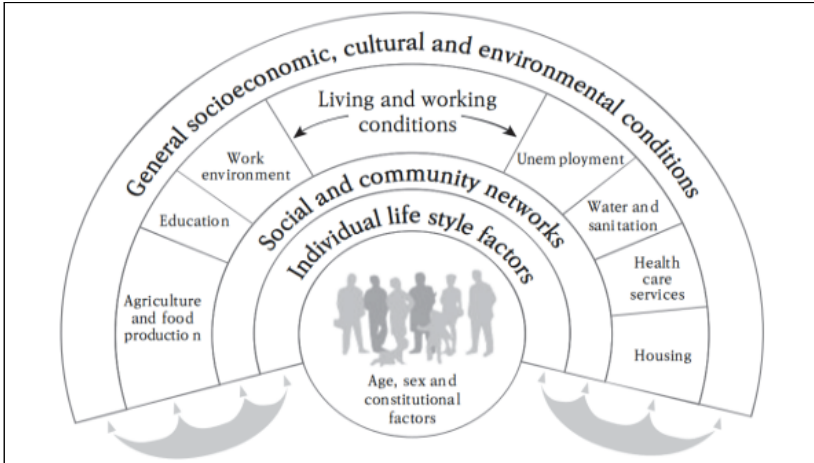 General socioeconomic, cultural and environmental conditions
Living and working
conditions
Work
environment
Unem ployment
Education
Water and
sanitation
Agriculture
and food
productio n
Health
care
services
Housing
Social and community networks
Individual life style factors
Age, sex and
constitutional
factors